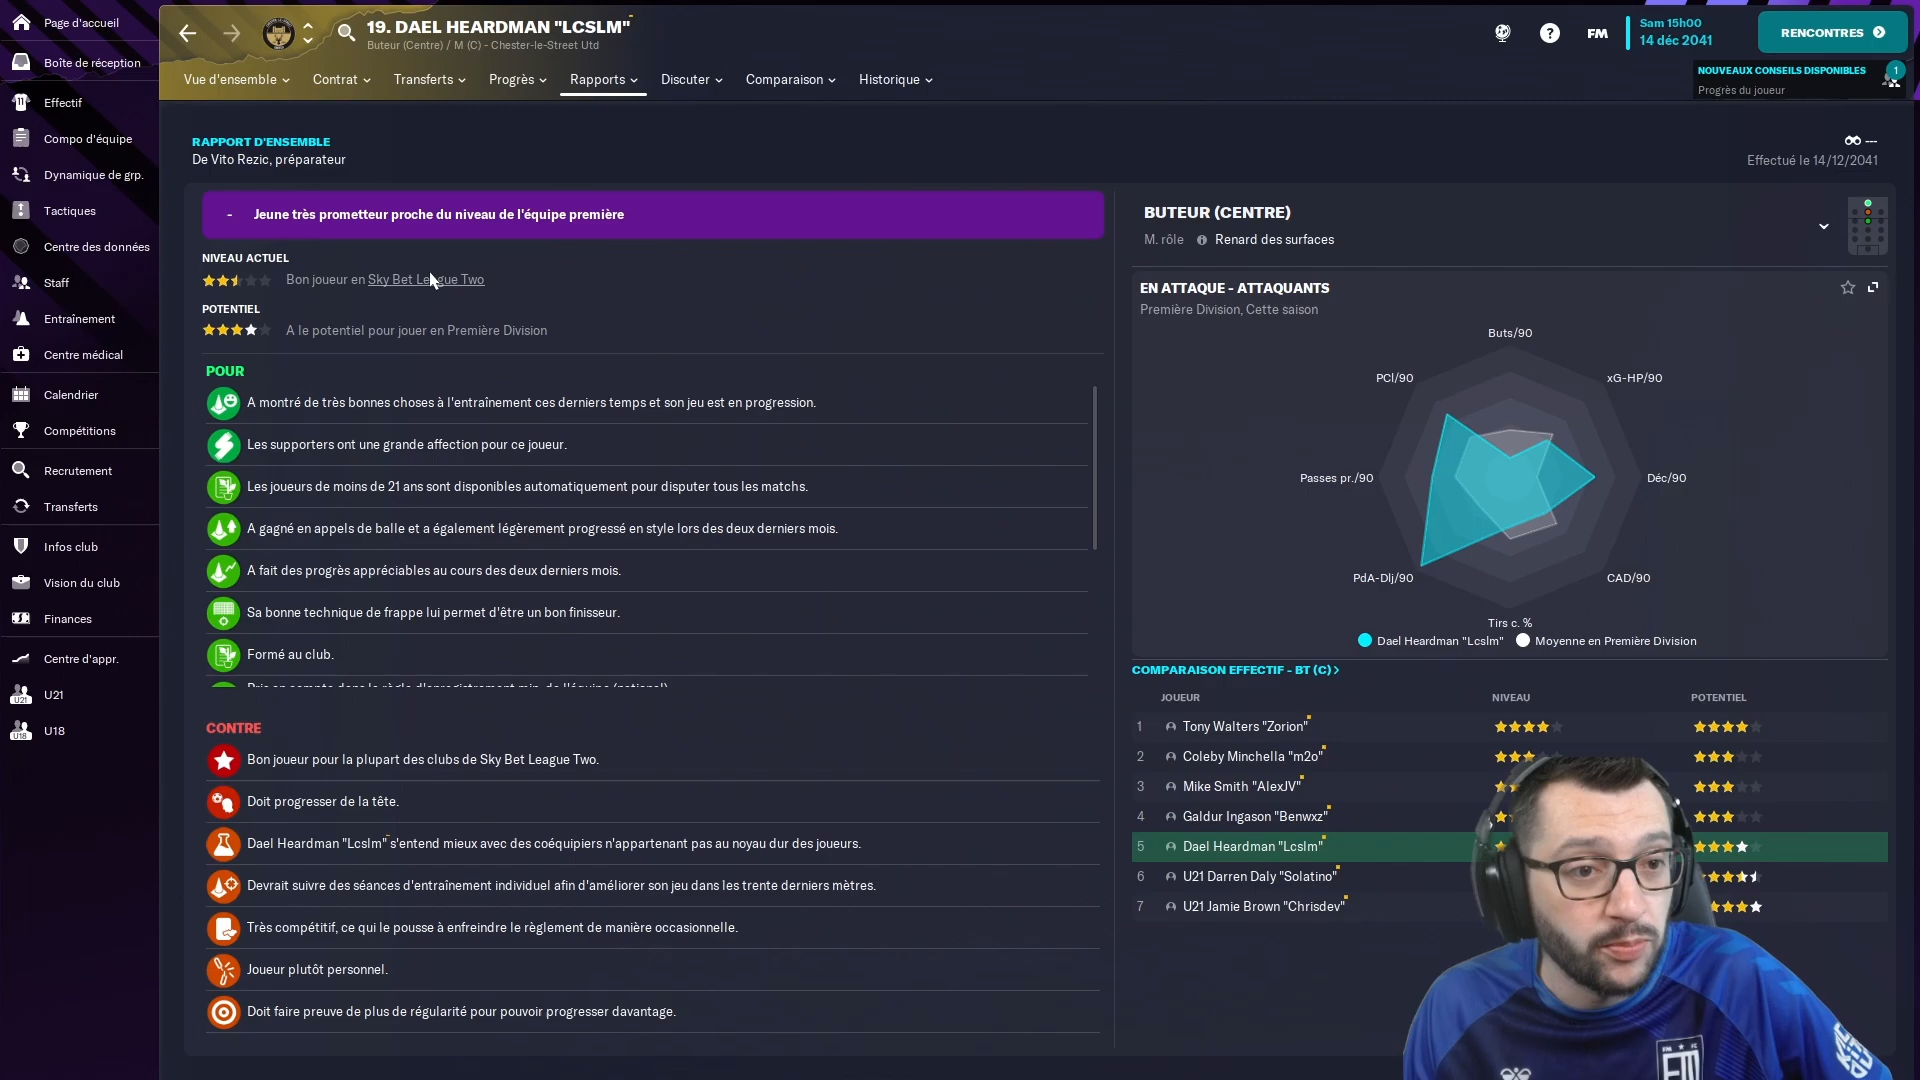 Page d'accueil
Boîte de réception
Effectif
Compo d'équipe
Dynamique de grp.
Tactiques
Centre des données
Staff
Entraînement
Centre médical
Calendrier
Compétitions
Recrutement
Transferts
Infos club
Vision du club
Finances
Centre d'appr.
U21
U18
19. DAEL HEARDMAN "LCSLM"
Buteur (Centre) / M (C) - Chester-le-Street Utd
FM
Sam 15h00
14 déc 2041
RENCONTRES
Vue d'ensemble
Contrat
Transferts
Progrès
Rapports
Discuter
Comparaison
Historique
NOUVEAUX CONSEILS DISPONIBLES
1
Progrès du joueur
RAPPORT D'ENSEMBLE
De Vito Rezic, préparateur
---
Effectué le 14/12/2041
- Jeune très prometteur proche du niveau de l'équipe première
NIVEAU ACTUEL
Bon joueur en Sky Bet League Two
POTENTIEL
A le potentiel pour jouer en Première Division
POUR
A montré de très bonnes choses à l'entraînement ces derniers temps et son jeu est en progression.
Les supporters ont une grande affection pour ce joueur.
Les joueurs de moins de 21 ans sont disponibles automatiquement pour disputer tous les matchs.
A gagné en appels de balle et a également légèrement progressé en style lors des deux derniers mois.
A fait des progrès appréciables au cours des deux derniers mois.
Sa bonne technique de frappe lui permet d'être un bon finisseur.
Formé au club.
CONTRE
Bon joueur pour la plupart des clubs de Sky Bet League Two.
Doit progresser de la tête.
Dael Heardman "Lcslm" s'entend mieux avec des coéquipiers n'appartenant pas au noyau dur des joueurs.
Devrait suivre des séances d'entraînement individuel afin d'améliorer son jeu dans les trente derniers mètres.
Très compétitif, ce qui le pousse à enfreindre le règlement de manière occasionnelle.
Joueur plutôt personnel.
Doit faire preuve de plus de régularité pour pouvoir progresser davantage.
BUTEUR (CENTRE)
M. rôle Renard des surfaces
EN ATTAQUE - ATTAQUANTS
Première Division, Cette saison
Buts/90
PCl/90
xG-HP/90
Passes pr./90
Déc/90
PdA-Dlj/90
CAD/90
Tirs c. %
Dael Heardman "Lcslm"
Moyenne en Première Division
COMPARAISON EFFECTIF - BT (C)
JOUEUR NIVEAU POTENTIEL
1 Tony Walters "Zorion"
2 Coleby Minchella "m2o"
3 Mike Smith "AlexJV"
4 Galdur Ingason "Benwxz"
5 Dael Heardman "Lcslm"
6 U21 Darren Daly "Solatino"
7 U21 Jamie Brown "Chrisdev"